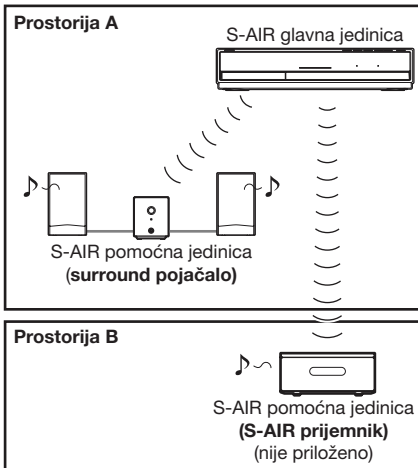 Prostorija A
S-AIR glavna jedinica
S-AIR pomoćna jedinica
(surround pojačalo)
Prostorija B
S-AIR pomoćna jedinica
(S-AIR prijemnik)
(nije priloženo)